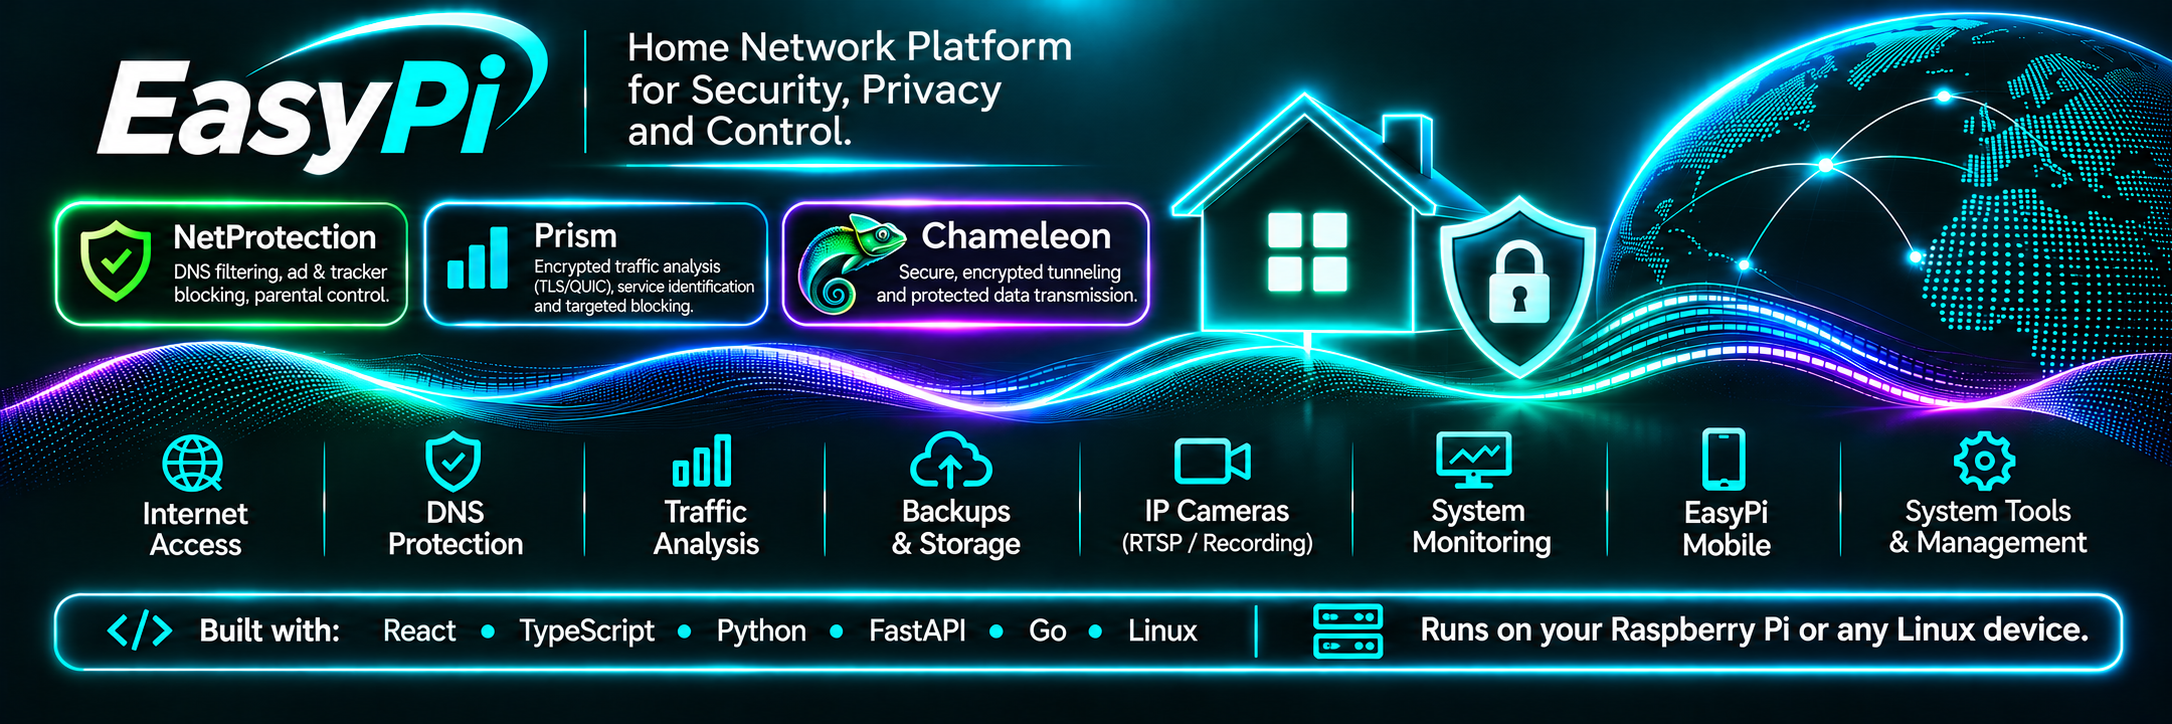 EasyPi
Home Network Platform
for Security, Privacy
and Control.
NetProtection
DNS filtering, ad & tracker
blocking, parental control.
Prism
Encrypted traffic analysis
(TLS/QUIC), service identification
and targeted blocking.
Chameleon
Secure, encrypted tunneling
and protected data transmission.
Internet
Access
DNS
Protection
Traffic
Analysis
Backups
& Storage
IP Cameras
(RTSP / Recording)
System
Monitoring
EasyPi
Mobile
System Tools
& Management
</> Built with: React • TypeScript • Python • FastAPI • Go • Linux
Runs on your Raspberry Pi or any Linux device.